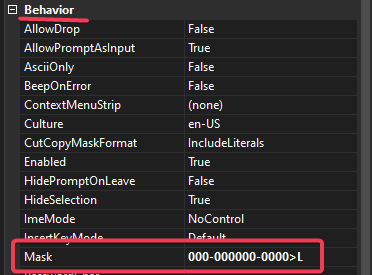 Behavior
AllowDrop False
AllowPromptAsInput True
AsciiOnly False
BeepOnError False
ContextMenuStrip (none)
Culture en-US
CutCopyMaskFormat IncludeLiterals
Enabled True
HidePromptOnLeave False
HideSelection True
ImeMode NoControl
InsertKeyMode Default
Mask 000-000000-0000>L